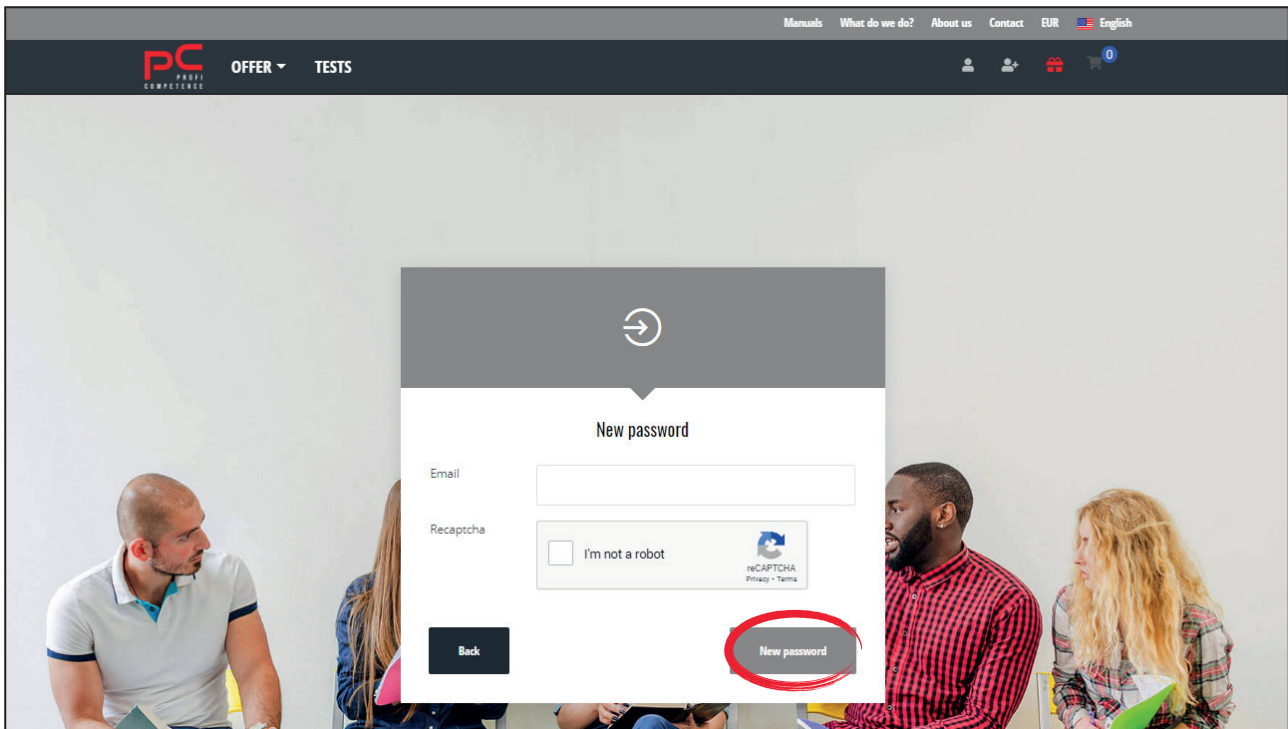 Manuals What do we do? About us Contact EUR English
PC
PROFI
COMPETENCE
OFFER TESTS
0
New password
Email
Recaptcha
I'm not a robot
reCAPTCHA
Privacy - Terms
Back
New password